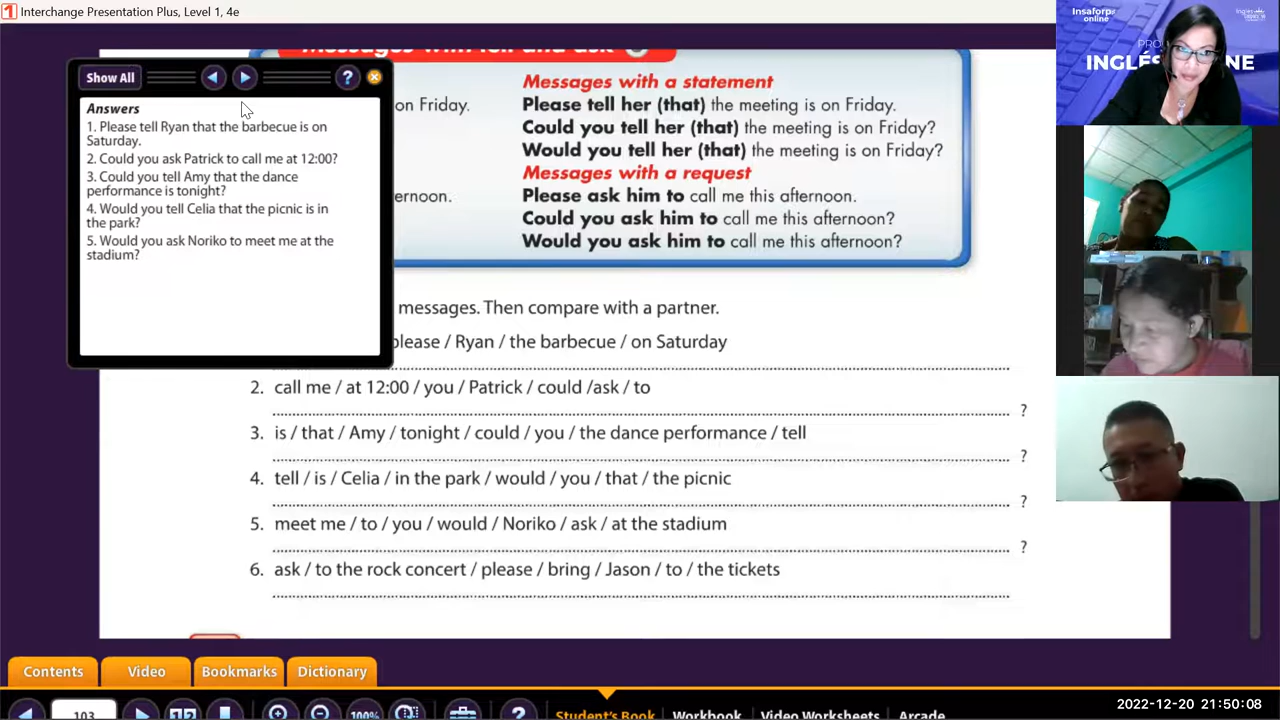 Interchange Presentation Plus, Level 1, 4e
Insaforp
online
INGLÉS
NE
Messages with tell and ask
Show All
?
Answers
1. Please tell Ryan that the barbecue is on
Saturday.
2. Could you ask Patrick to call me at 12:00?
3. Could you tell Amy that the dance
performance is tonight?
4. Would you tell Celia that the picnic is in
the park?
5. Would you ask Noriko to meet me at the
stadium?
on Friday.
ernoon.
Messages with a statement
Please tell her (that) the meeting is on Friday.
Could you tell her (that) the meeting is on Friday?
Would you tell her (that) the meeting is on Friday?
Messages with a request
Please ask him to call me this afternoon.
Could you ask him to call me this afternoon?
Would you ask him to call me this afternoon?
messages. Then compare with a partner.
please / Ryan / the barbecue / on Saturday
2. call me / at 12:00 / you / Patrick / could /ask / to
?
3. is / that / Amy / tonight / could / you / the dance performance / tell
?
4. tell / is / Celia / in the park / would / you / that / the picnic
?
5. meet me / to / you / would / Noriko / ask / at the stadium
?
6. ask / to the rock concert / please / bring / Jason / to / the tickets
Contents Video Bookmarks Dictionary
103
100%
?
Student's Book Workbook Video Worksheets Arcade
2022-12-20 21:50:08